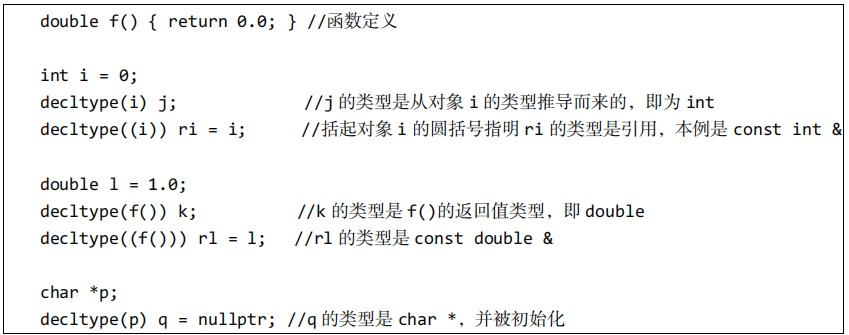 double f() { return 0.0; } //函数定义
int i = 0;
decltype(i) j; //j 的类型是从对象 i 的类型推导而来的，即为 int
decltype((i)) ri = i; //括起对象 i 的圆括号指明 ri 的类型是引用，本例是 const int &
double l = 1.0;
decltype(f()) k; //k 的类型是 f()的返回值类型，即 double
decltype((f())) rl = l; //rl 的类型是 const double &
char *p;
decltype(p) q = nullptr; //q 的类型是 char *，并被初始化